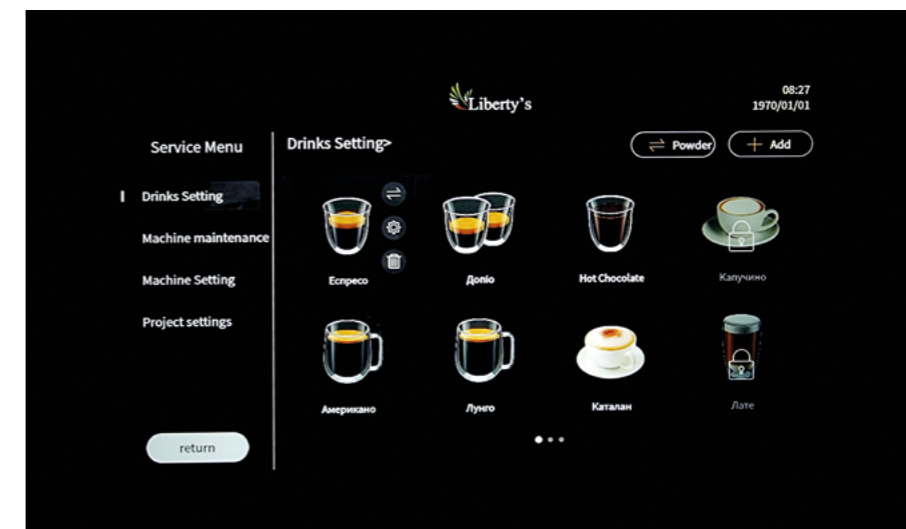 Liberty's
08:27
1970/01/01
Service Menu
Drinks Setting>
Powder
Add
Drinks Setting
Machine maintenance
Machine Setting
Project settings
Еспресо
Допіо
Hot Chocolate
Капучино
Американо
Лунго
Каталан
Лате
return